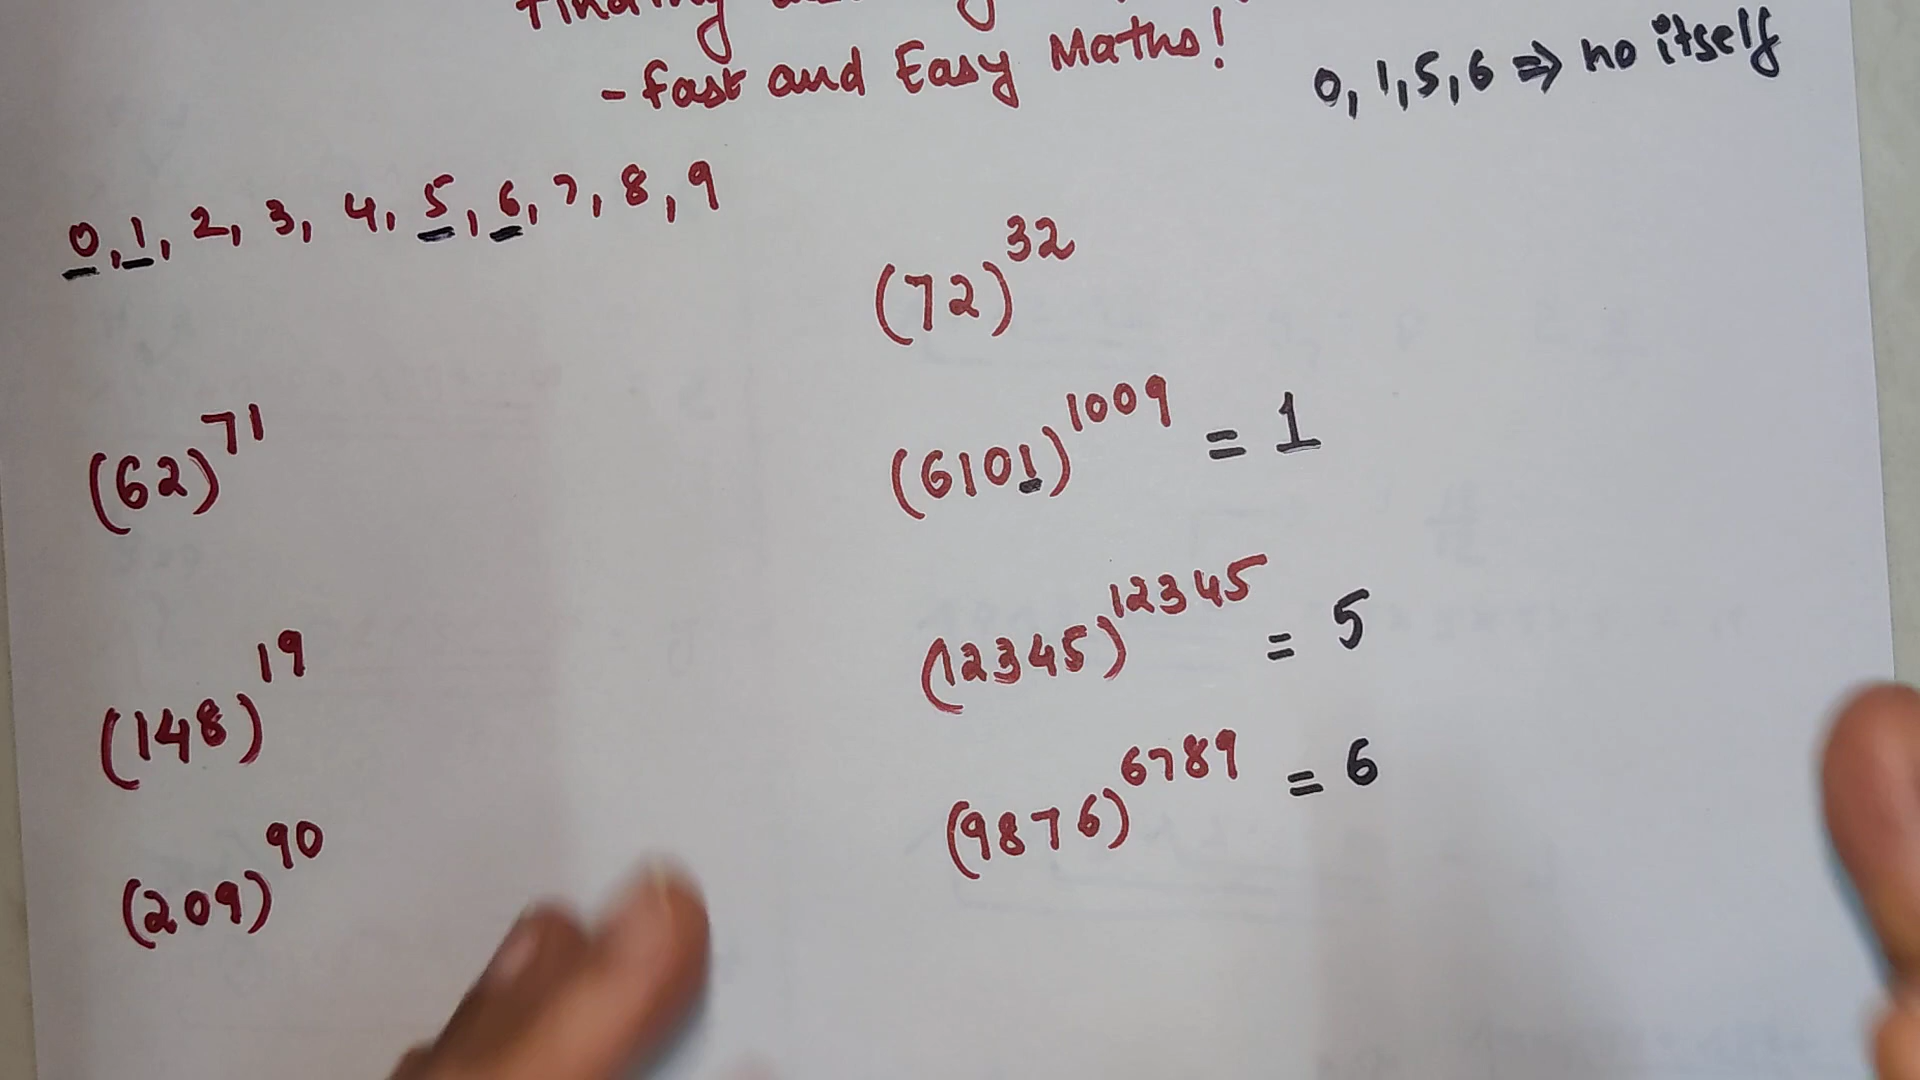 Finding
- Fast and Easy Maths!
0, 1, 5, 6 ⇒ no itself
0, 1, 2, 3, 4, 5, 6, 7, 8, 9
(72)^32
(62)^71
(6101)^1009 = 1
(148)^19
(12345)^12345 = 5
(209)^90
(9876)^6789 = 6